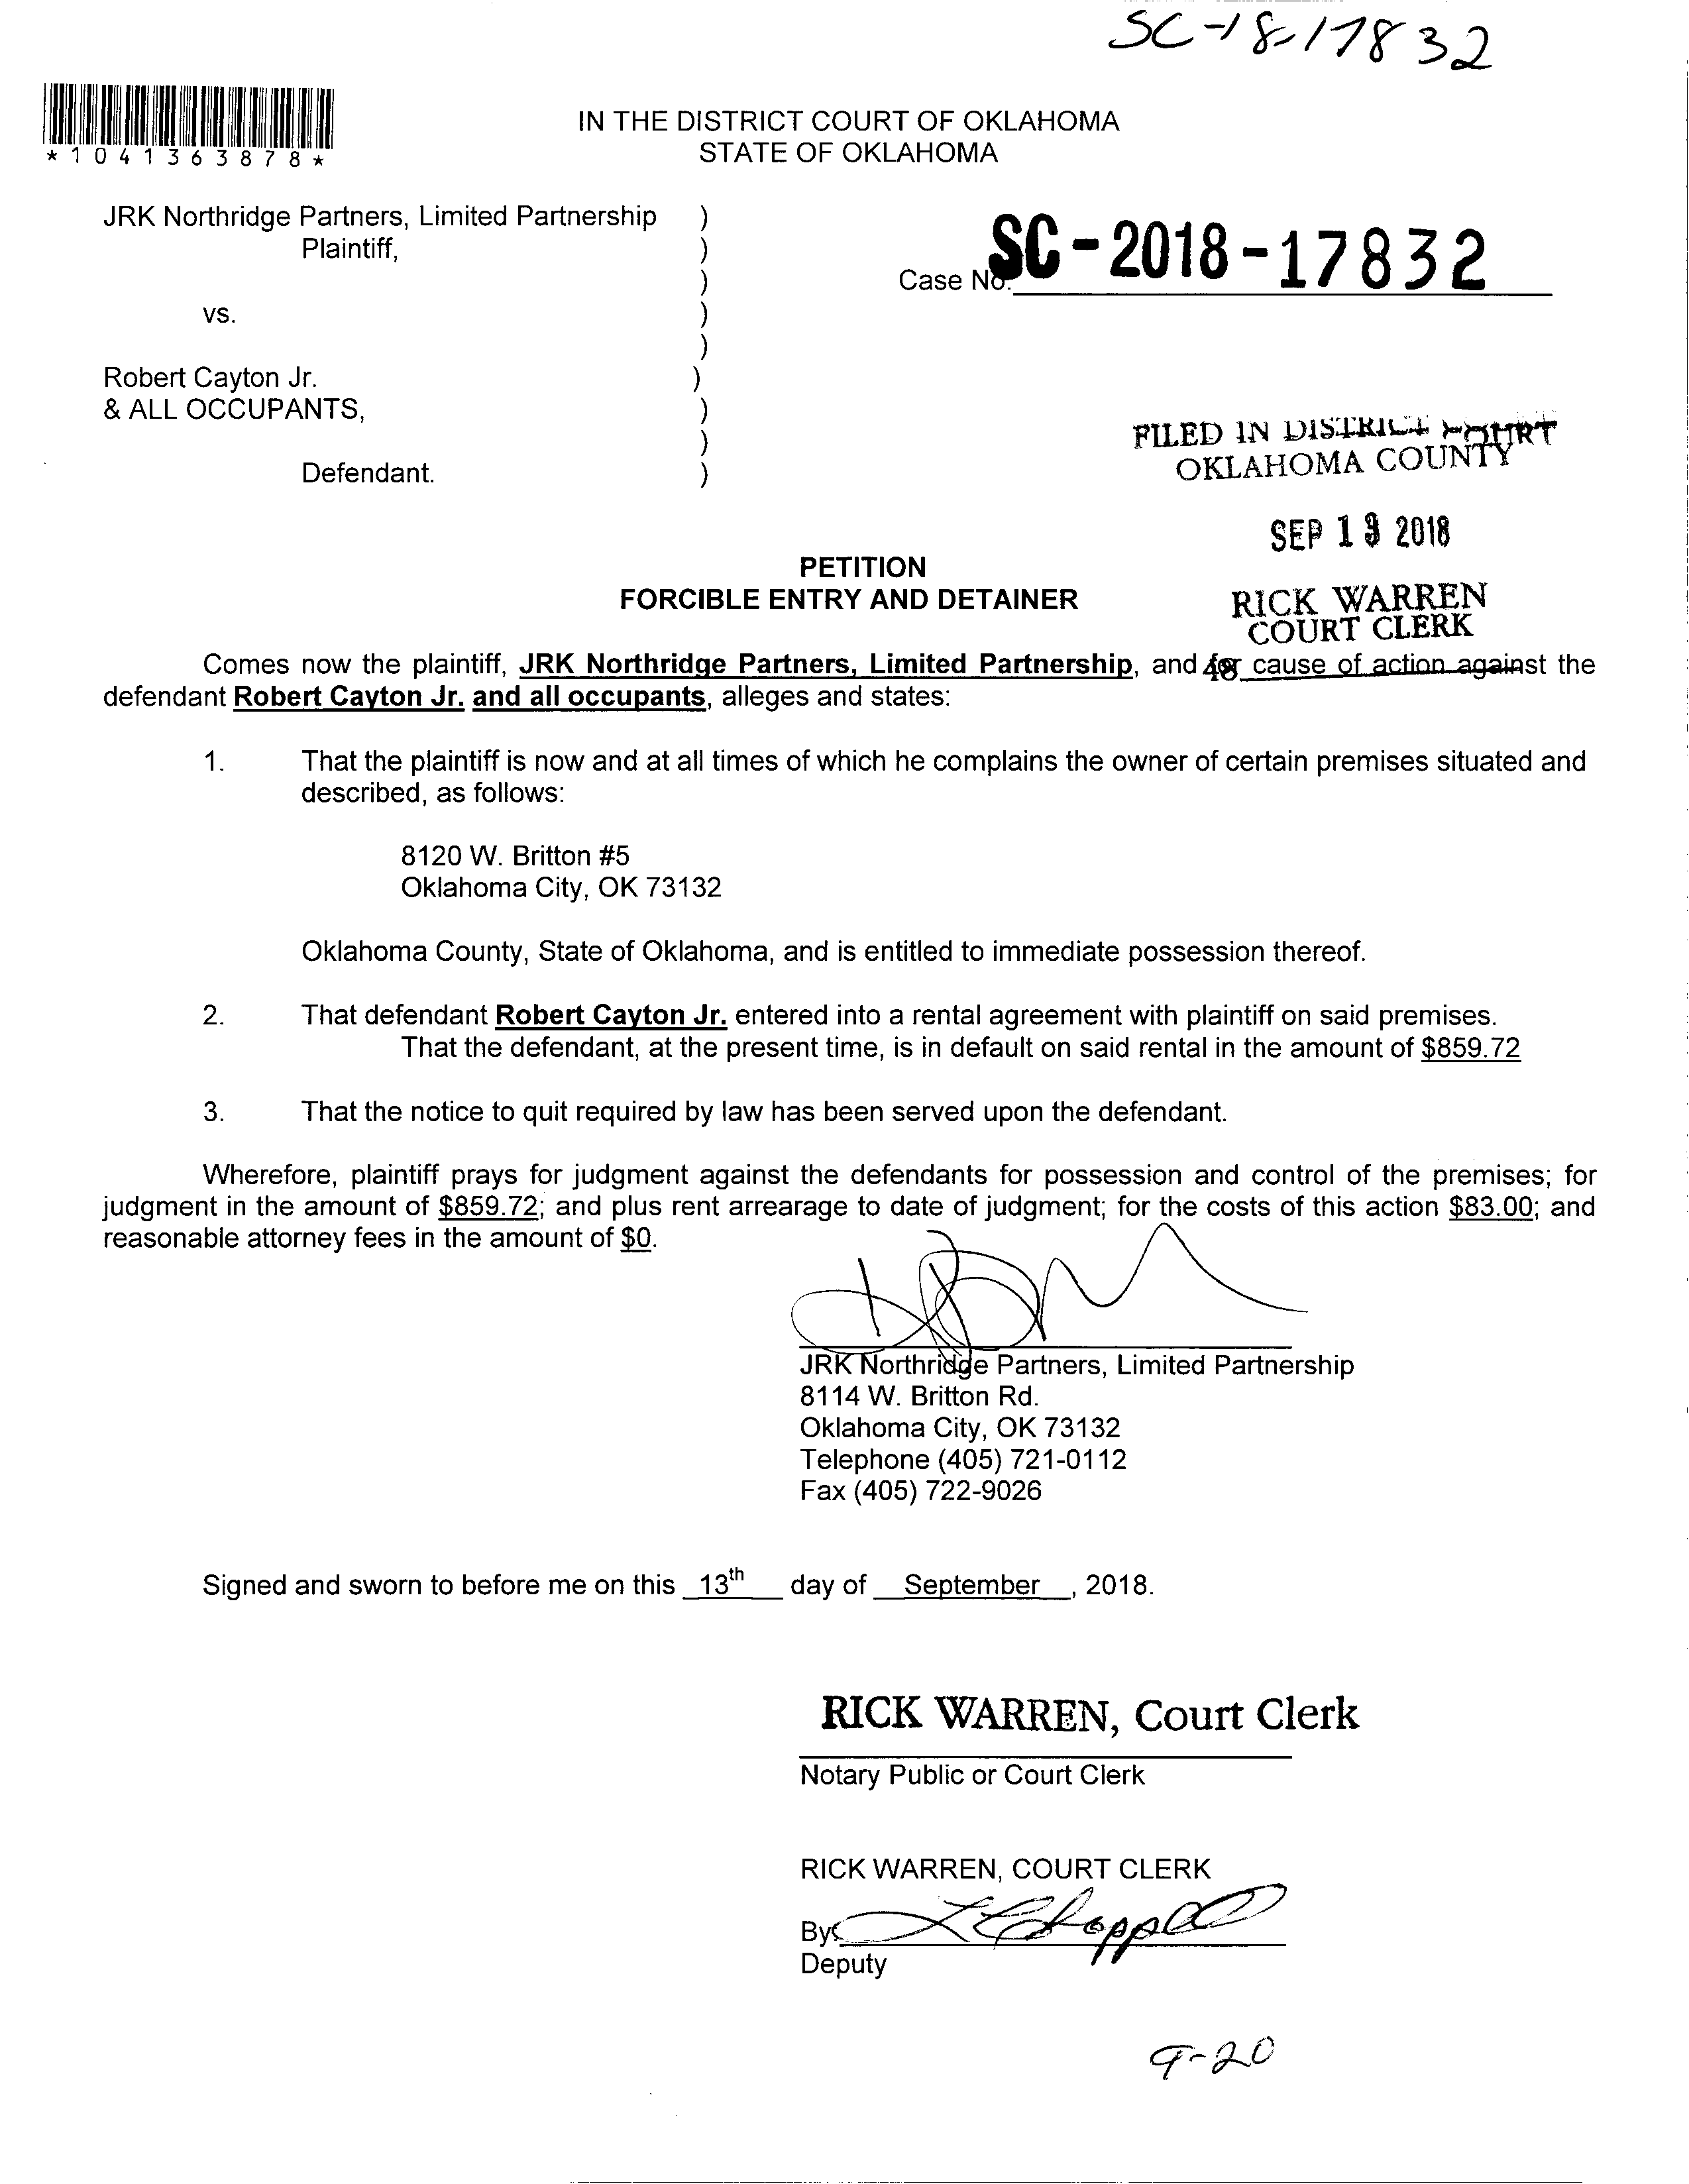 SC-18-17832
*1041363878*
IN THE DISTRICT COURT OF OKLAHOMA
STATE OF OKLAHOMA
JRK Northridge Partners, Limited Partnership )
Plaintiff, )
)
vs. )
)
Robert Cayton Jr. )
& ALL OCCUPANTS, )
)
Defendant. )
Case No. SC-2018-17832
FILED IN DISTRICT COURT
OKLAHOMA COUNTY
SEP 13 2018
RICK WARREN
COURT CLERK
PETITION
FORCIBLE ENTRY AND DETAINER
Comes now the plaintiff, JRK Northridge Partners, Limited Partnership, and for cause of action against the
defendant Robert Cayton Jr. and all occupants, alleges and states:
1. That the plaintiff is now and at all times of which he complains the owner of certain premises situated and
described, as follows:
8120 W. Britton #5
Oklahoma City, OK 73132
Oklahoma County, State of Oklahoma, and is entitled to immediate possession thereof.
2. That defendant Robert Cayton Jr. entered into a rental agreement with plaintiff on said premises.
That the defendant, at the present time, is in default on said rental in the amount of $859.72
3. That the notice to quit required by law has been served upon the defendant.
Wherefore, plaintiff prays for judgment against the defendants for possession and control of the premises; for
judgment in the amount of $859.72; and plus rent arrearage to date of judgment; for the costs of this action $83.00; and
reasonable attorney fees in the amount of $0.
JRK Northridge Partners, Limited Partnership
8114 W. Britton Rd.
Oklahoma City, OK 73132
Telephone (405) 721-0112
Fax (405) 722-9026
Signed and sworn to before me on this 13th day of September, 2018.
RICK WARREN, Court Clerk
Notary Public or Court Clerk
RICK WARREN, COURT CLERK
By
Deputy
9-20